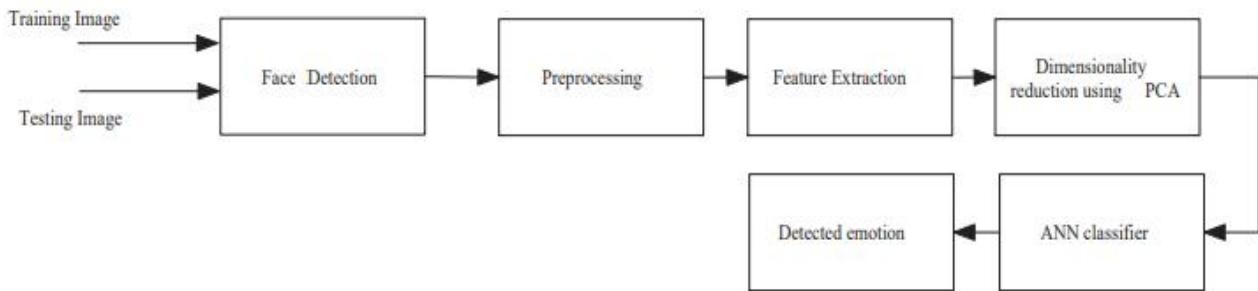 Training Image
Testing Image
Face Detection
Preprocessing
Feature Extraction
Dimensionality
reduction using PCA
ANN classifier
Detected emotion